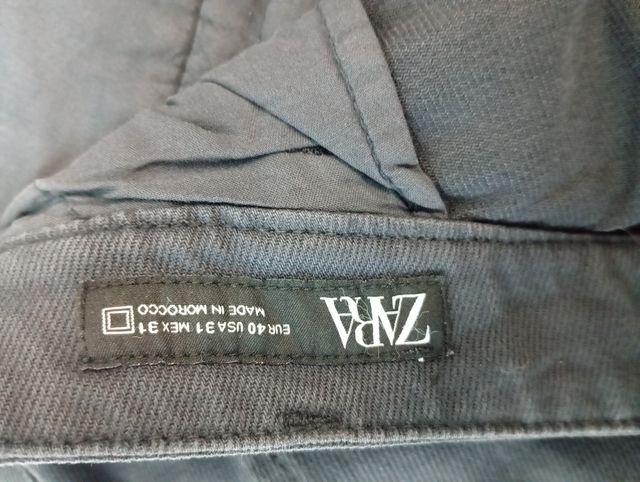 ZARA
EUR 40 USA 31 MEX 31
MADE IN MOROCCO